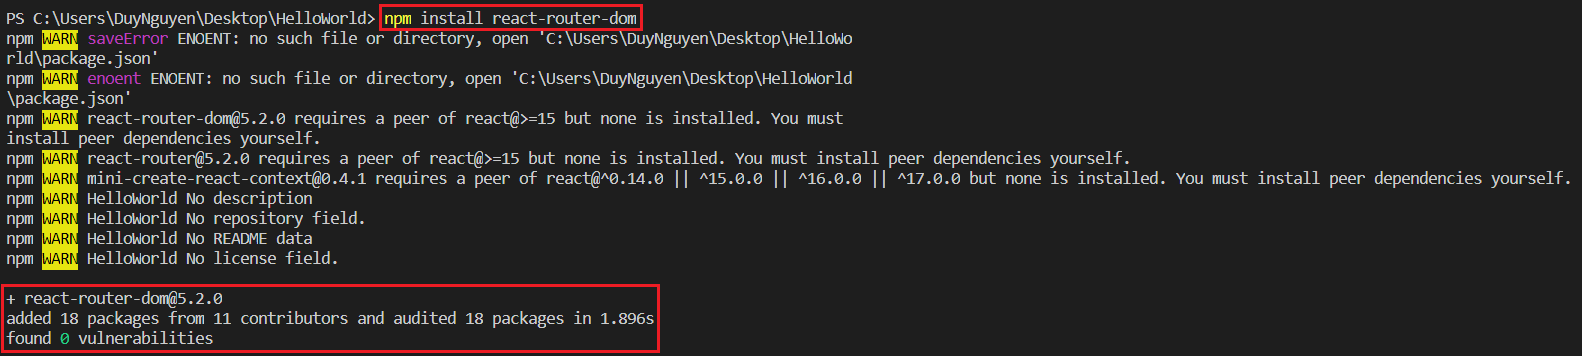 PS C:\Users\DuyNguyen\Desktop\HelloWorld> npm install react-router-dom
npm WARN saveError ENOENT: no such file or directory, open 'C:\Users\DuyNguyen\Desktop\HelloWo
rld\package.json'
npm WARN enoent ENOENT: no such file or directory, open 'C:\Users\DuyNguyen\Desktop\HelloWorld
\package.json'
npm WARN react-router-dom@5.2.0 requires a peer of react@>=15 but none is installed. You must
install peer dependencies yourself.
npm WARN react-router@5.2.0 requires a peer of react@>=15 but none is installed. You must install peer dependencies yourself.
npm WARN mini-create-react-context@0.4.1 requires a peer of react@^0.14.0 || ^15.0.0 || ^16.0.0 || ^17.0.0 but none is installed. You must install peer dependencies yourself.
npm WARN HelloWorld No description
npm WARN HelloWorld No repository field.
npm WARN HelloWorld No README data
npm WARN HelloWorld No license field.
+ react-router-dom@5.2.0
added 18 packages from 11 contributors and audited 18 packages in 1.896s
found 0 vulnerabilities